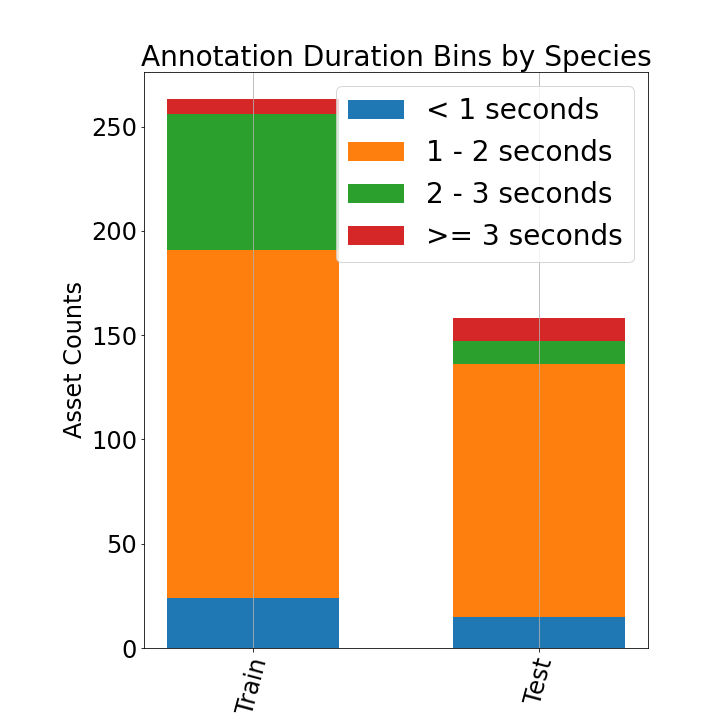 Annotation Duration Bins by Species
< 1 seconds
1 - 2 seconds
2 - 3 seconds
>= 3 seconds
Asset Counts
250
200
150
100
50
0
Train
Test